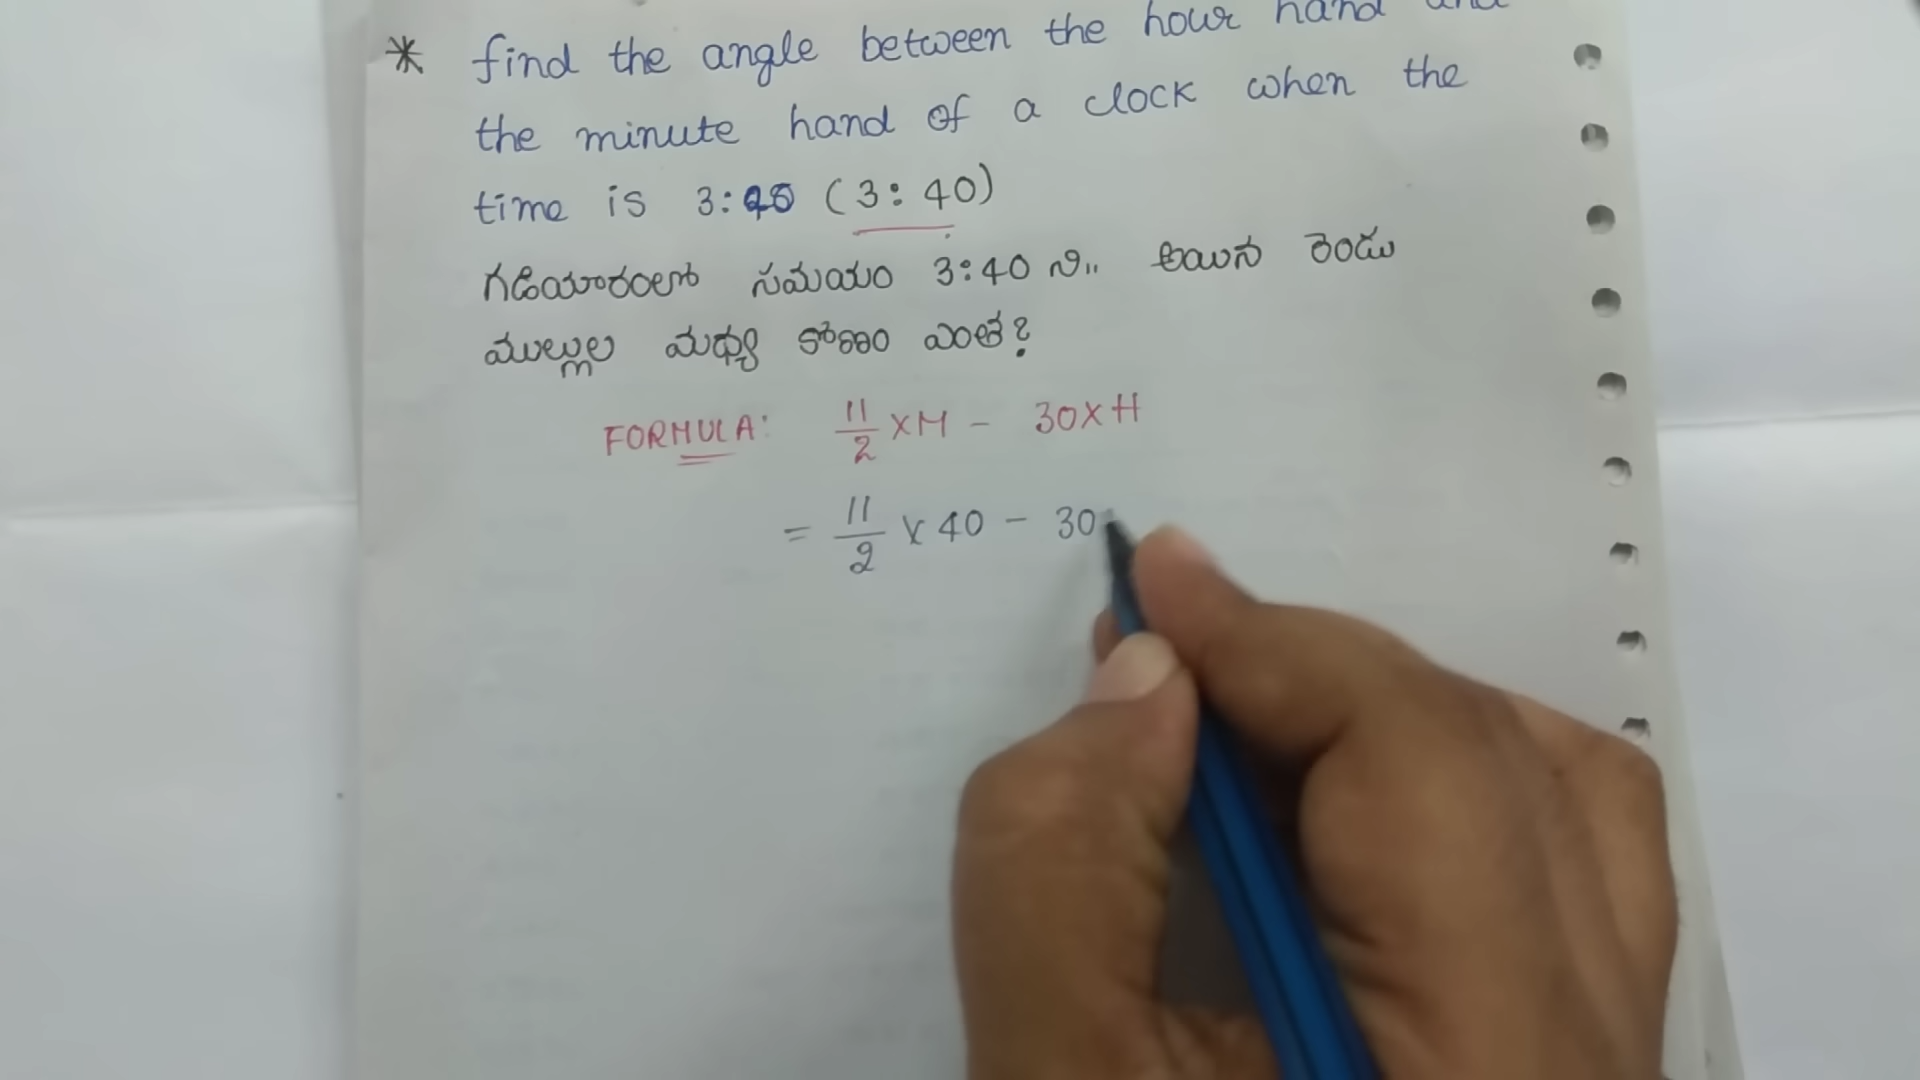 * find the angle between the hour hand and
the minute hand of a clock when the
time is 3:40 (3:40)
గడియారంలో సమయం 3:40 ని,, అయిన రెండు
ముల్లుల మధ్య కోణం ఎంత?
FORMULA: 11/2 X M - 30 X H
= 11/2 X 40 - 30